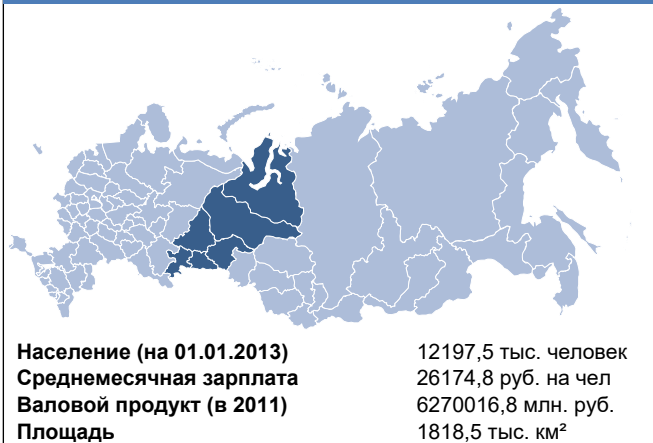 Население (на 01.01.2013) 12197,5 тыс. человек
Среднемесячная зарплата 26174,8 руб. на чел
Валовой продукт (в 2011) 6270016,8 млн. руб.
Площадь 1818,5 тыс. км²